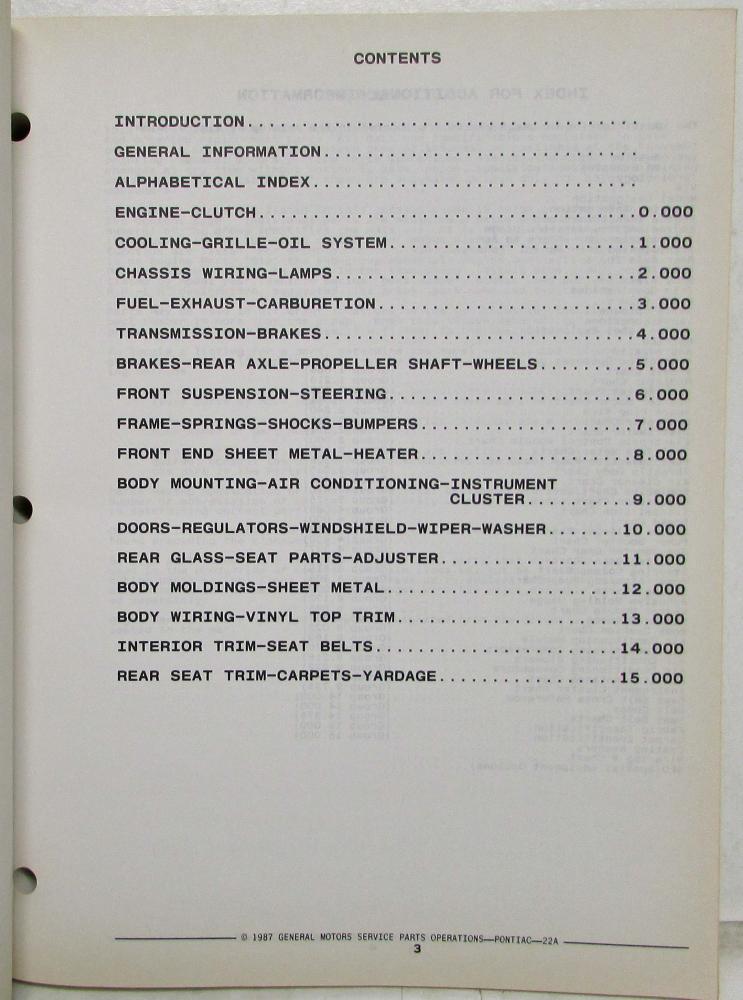 CONTENTS
INTRODUCTION....................................
GENERAL INFORMATION.............................
ALPHABETICAL INDEX..............................
ENGINE-CLUTCH...................................0.000
COOLING-GRILLE-OIL SYSTEM.......................1.000
CHASSIS WIRING-LAMPS............................2.000
FUEL-EXHAUST-CARBURETION........................3.000
TRANSMISSION-BRAKES.............................4.000
BRAKES-REAR AXLE-PROPELLER SHAFT-WHEELS.........5.000
FRONT SUSPENSION-STEERING.......................6.000
FRAME-SPRINGS-SHOCKS-BUMPERS....................7.000
FRONT END SHEET METAL-HEATER....................8.000
BODY MOUNTING-AIR CONDITIONING-INSTRUMENT
CLUSTER..........9.000
DOORS-REGULATORS-WINDSHIELD-WIPER-WASHER.......10.000
REAR GLASS-SEAT PARTS-ADJUSTER.................11.000
BODY MOLDINGS-SHEET METAL......................12.000
BODY WIRING-VINYL TOP TRIM.....................13.000
INTERIOR TRIM-SEAT BELTS.......................14.000
REAR SEAT TRIM-CARPETS-YARDAGE.................15.000
© 1987 GENERAL MOTORS SERVICE PARTS OPERATIONS—PONTIAC—22A
3